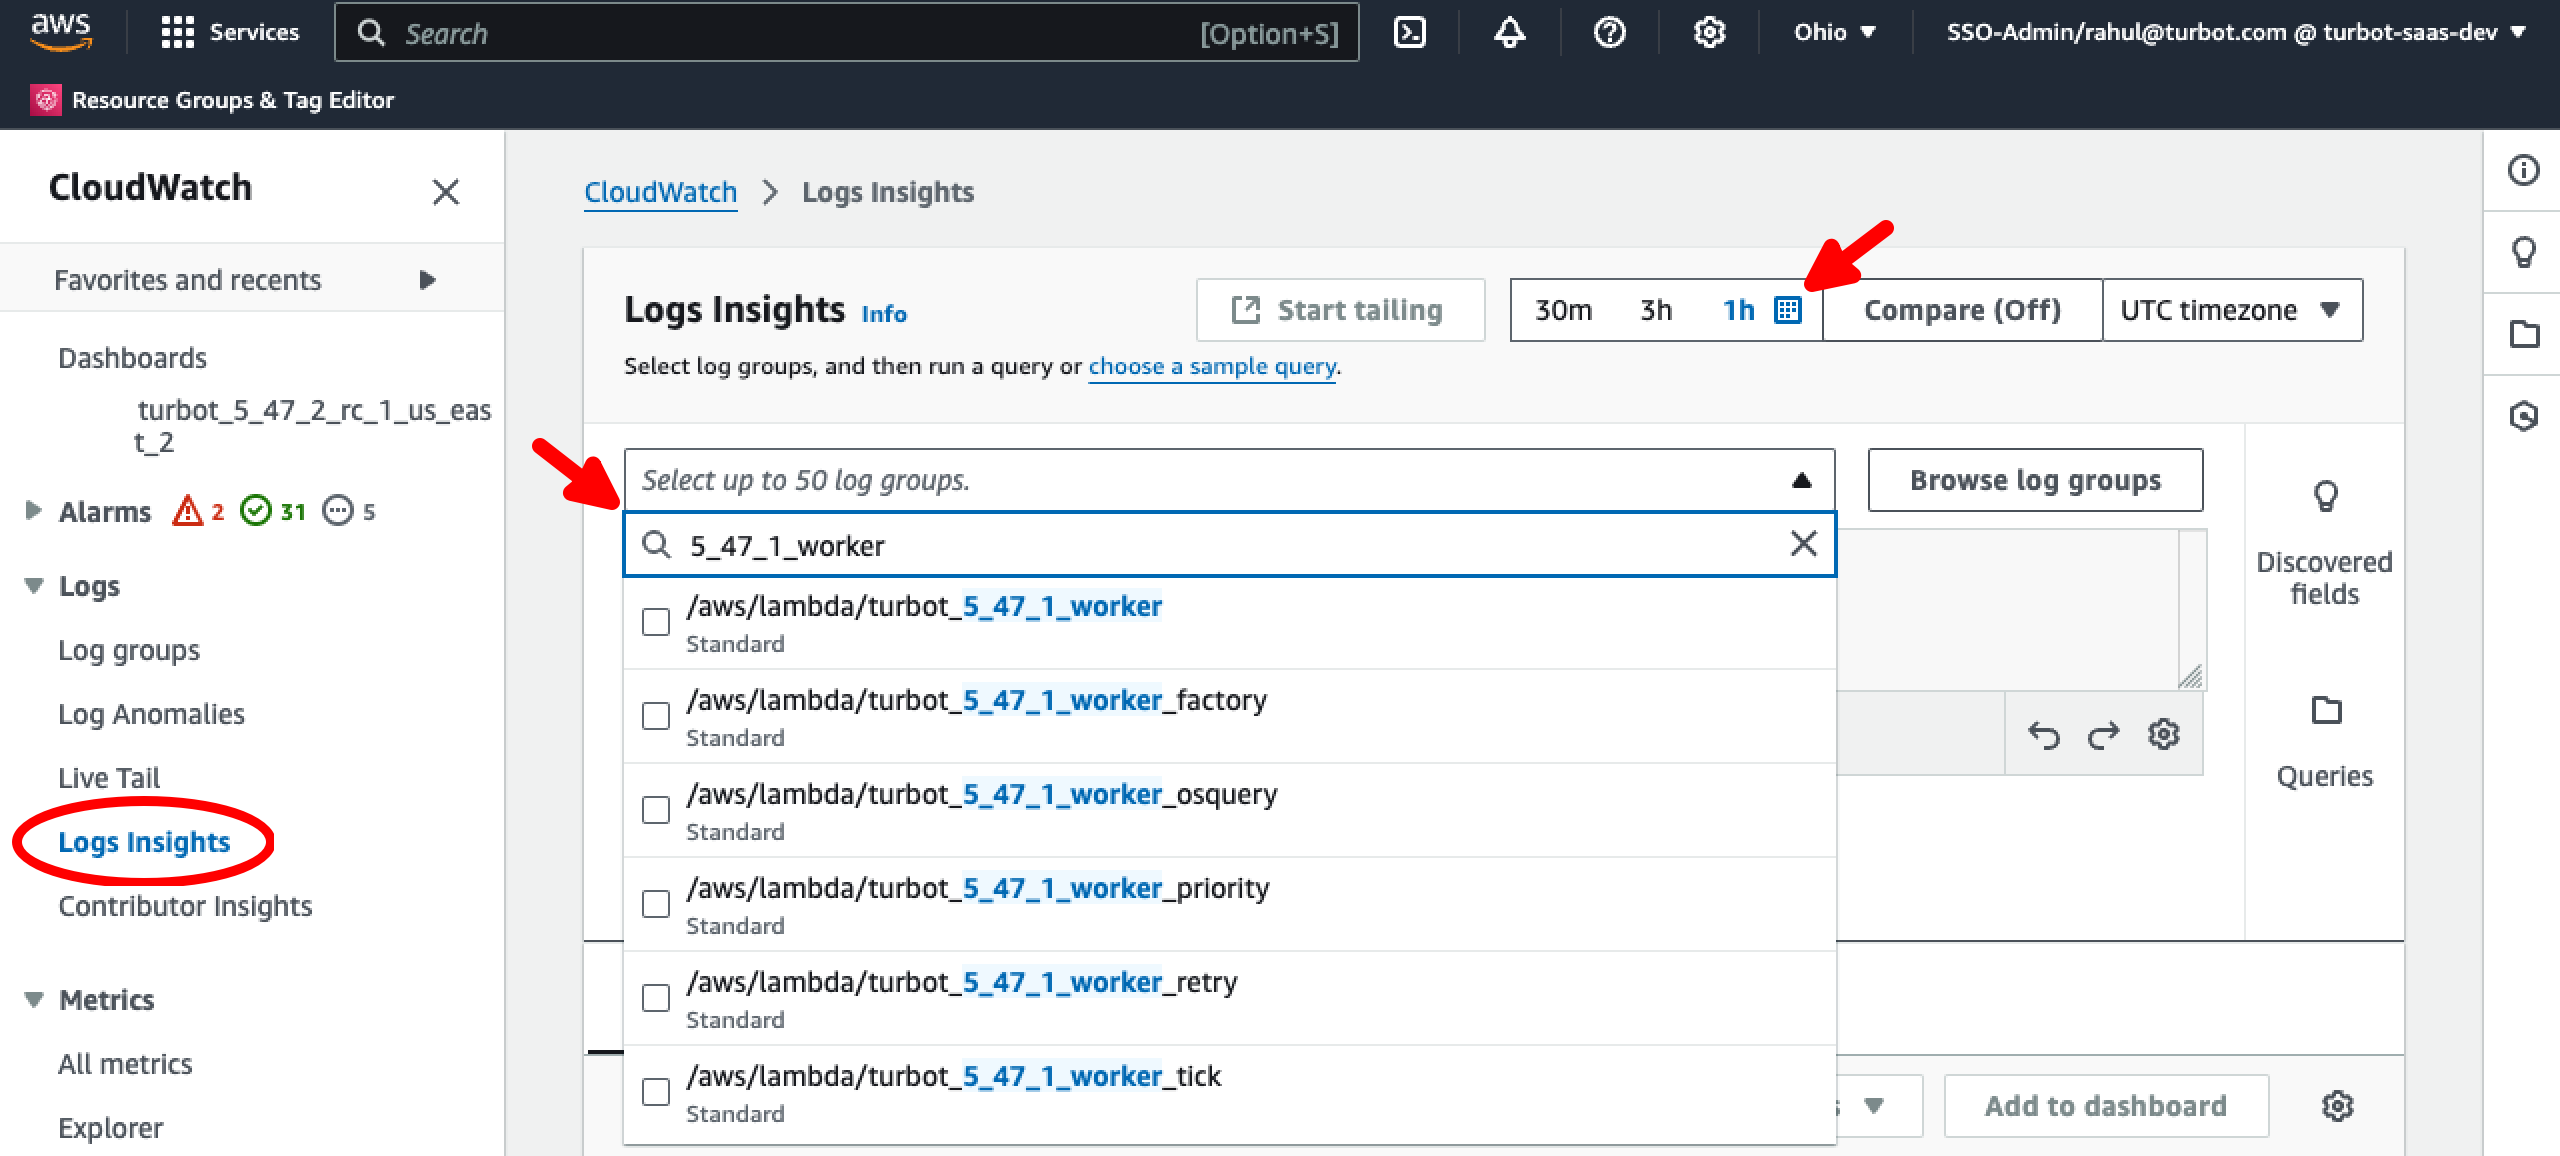 aws
Services
Search
[Option+S]
Ohio
SSO-Admin/rahul@turbot.com @ turbot-saas-dev
Resource Groups & Tag Editor
CloudWatch
Favorites and recents
Dashboards
turbot_5_47_2_rc_1_us_eas
t_2
Alarms 2 31 5
Logs
Log groups
Log Anomalies
Live Tail
Logs Insights
Contributor Insights
Metrics
All metrics
Explorer
CloudWatch > Logs Insights
Logs Insights Info
Start tailing
30m 3h 1h
Compare (Off)
UTC timezone
Select log groups, and then run a query or choose a sample query.
Select up to 50 log groups.
Browse log groups
5_47_1_worker
/aws/lambda/turbot_5_47_1_worker
Standard
/aws/lambda/turbot_5_47_1_worker_factory
Standard
/aws/lambda/turbot_5_47_1_worker_osquery
Standard
/aws/lambda/turbot_5_47_1_worker_priority
Standard
/aws/lambda/turbot_5_47_1_worker_retry
Standard
/aws/lambda/turbot_5_47_1_worker_tick
Standard
Discovered
fields
Queries
Add to dashboard